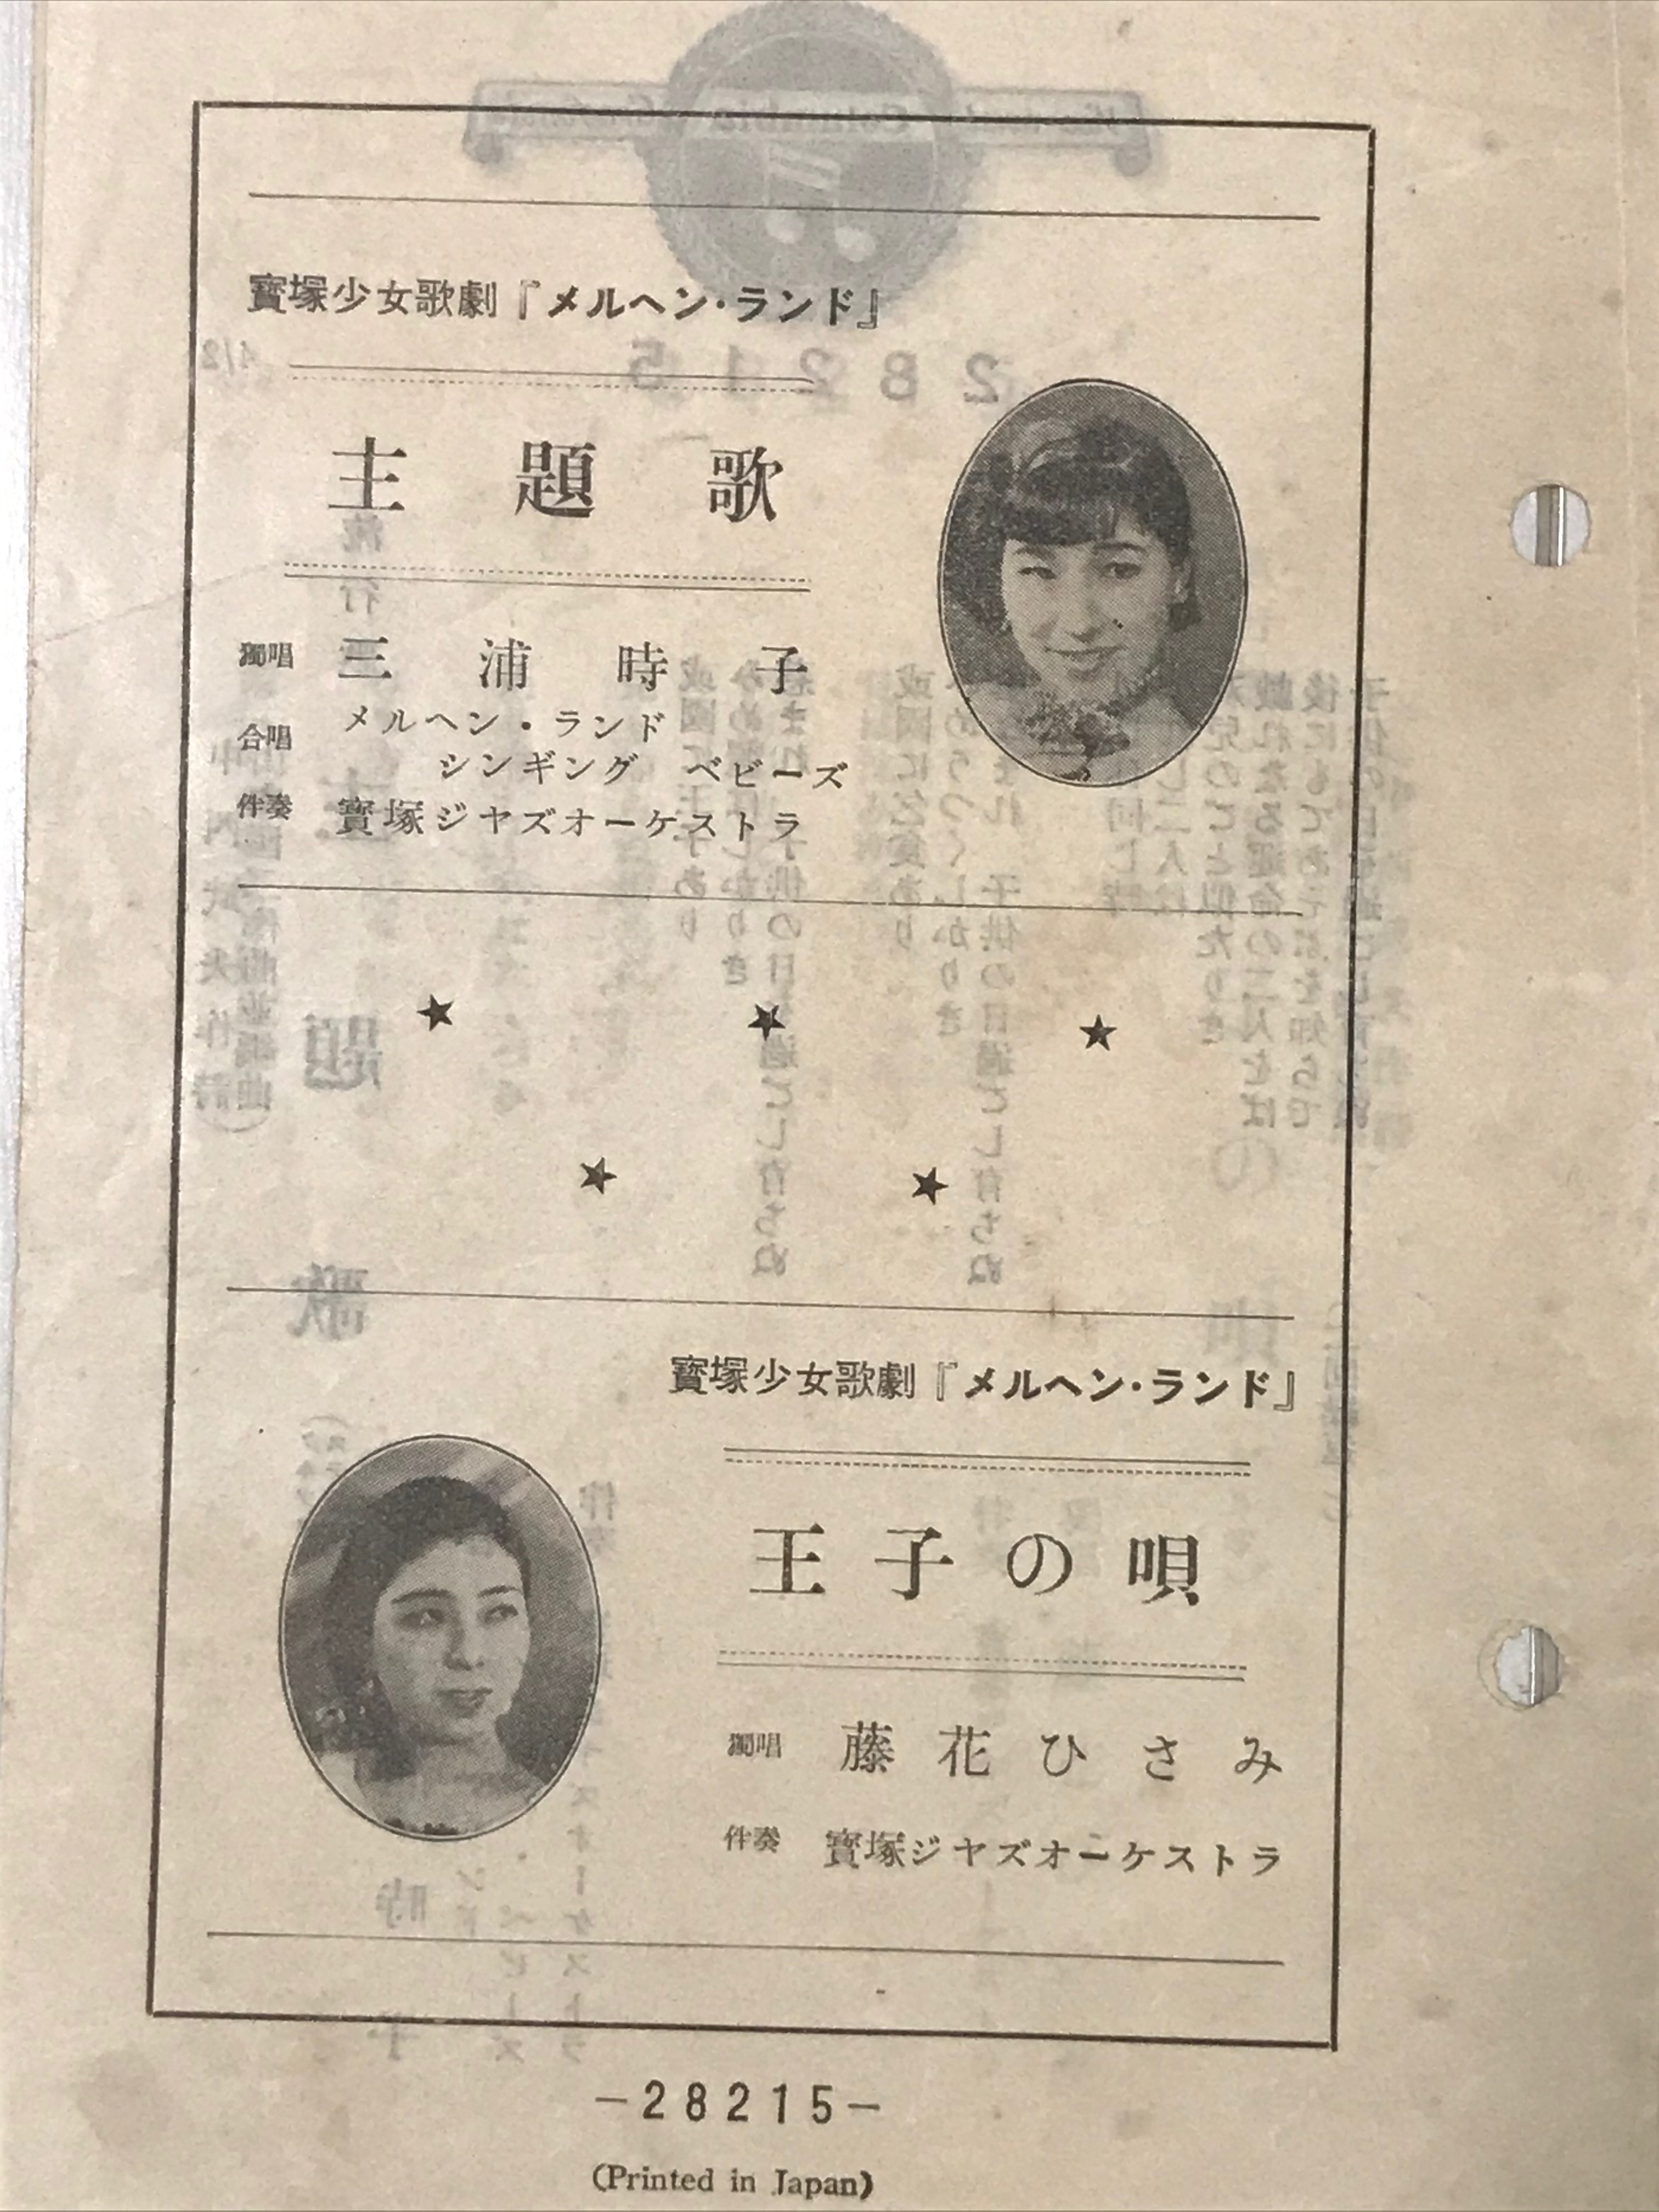 寶塚少女歌劇『メルヘン・ランド』
主題歌
獨唱 三浦時子
合唱 メルヘン・ランド
シンギング ベビーズ
伴奏 寶塚ジヤズオーケストラ
★ ★ ★
★ ★
寶塚少女歌劇『メルヘン・ランド』
王子の唄
獨唱 藤花ひさみ
伴奏 寶塚ジヤズオーケストラ
－28215－
(Printed in Japan)